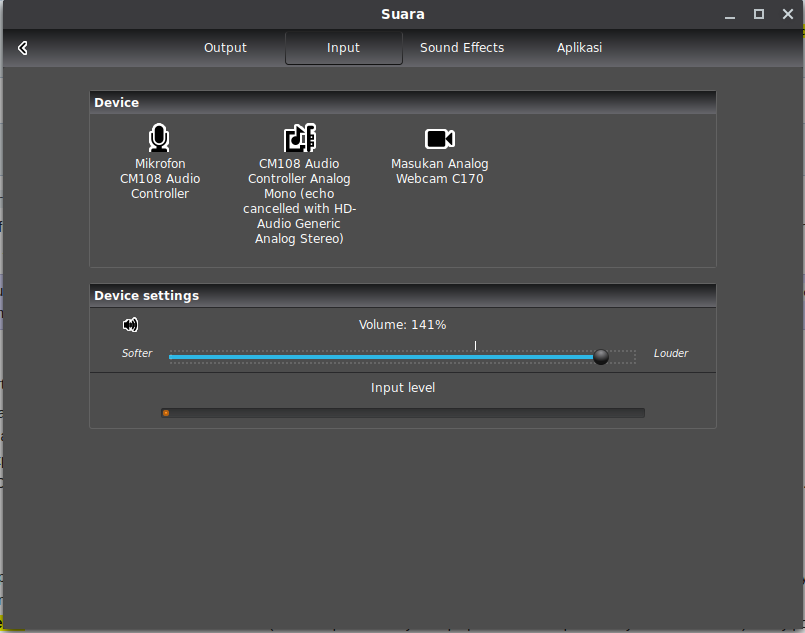 Suara
Output
Input
Sound Effects
Aplikasi
Device
Mikrofon
CM108 Audio
Controller
CM108 Audio
Controller Analog
Mono (echo
cancelled with HD-
Audio Generic
Analog Stereo)
Masukan Analog
Webcam C170
Device settings
Volume: 141%
Softer
Louder
Input level